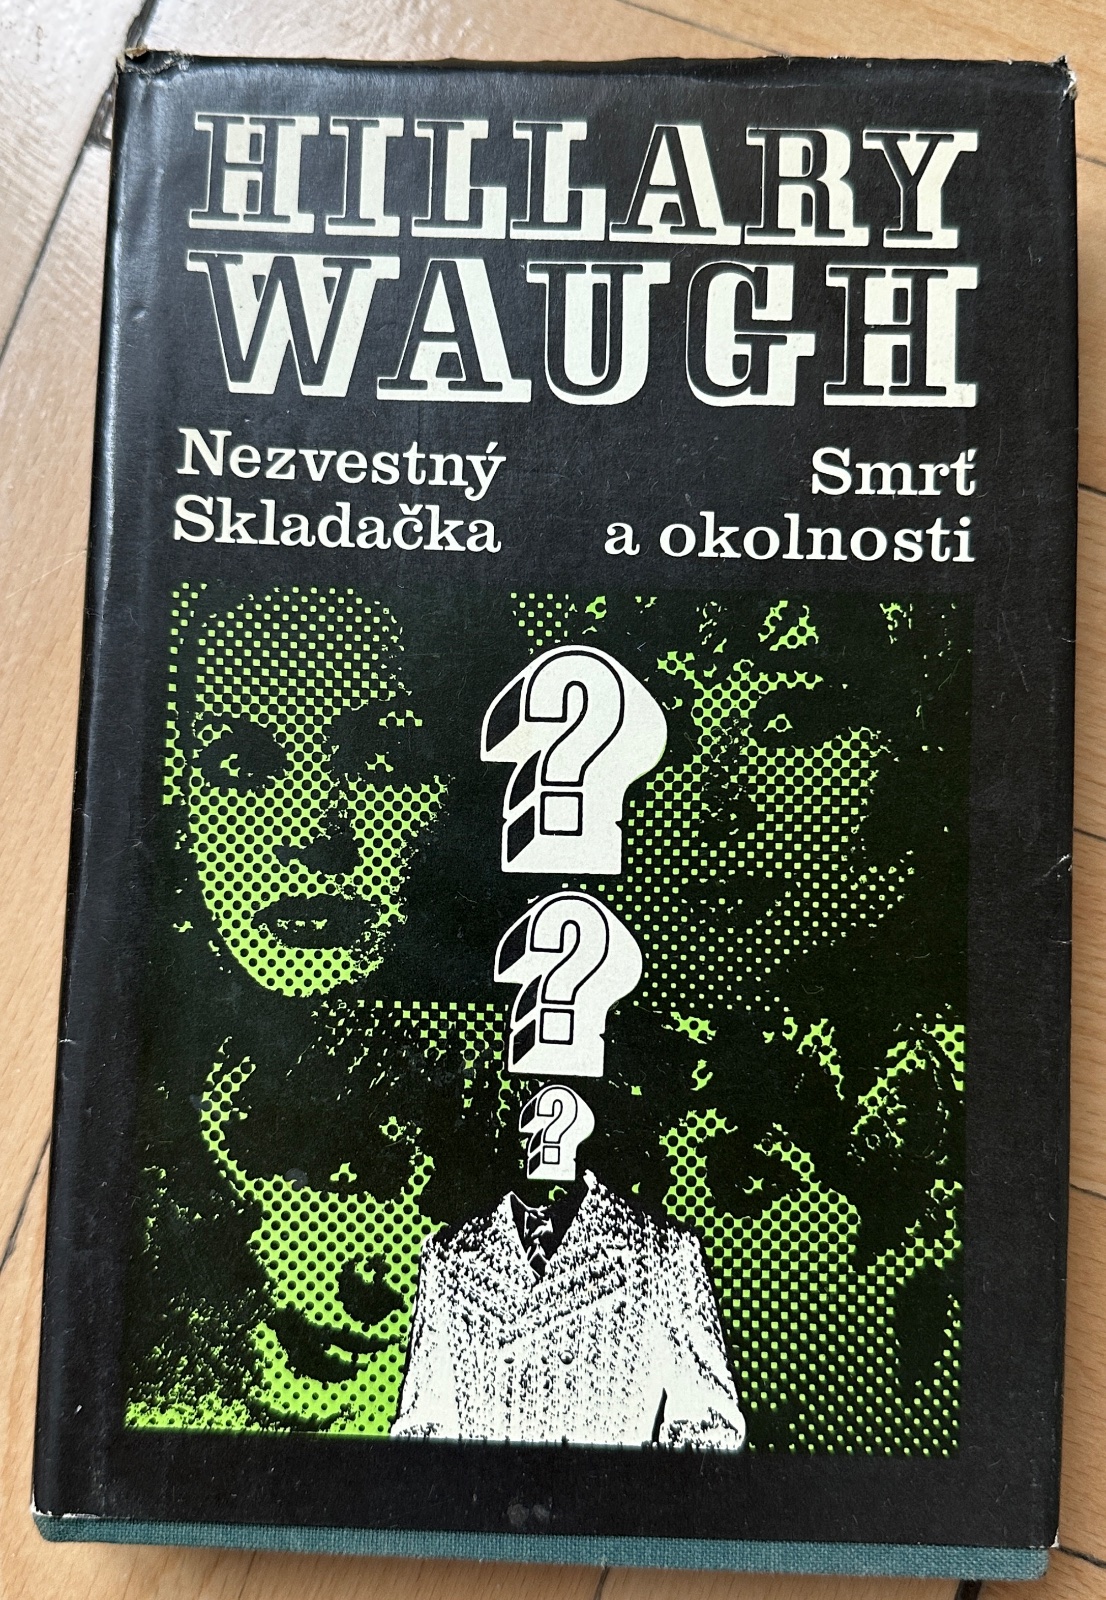 HILLARY
WAUGH
Nezvestný
Skladačka
Smrť
a okolnosti
?
?
?